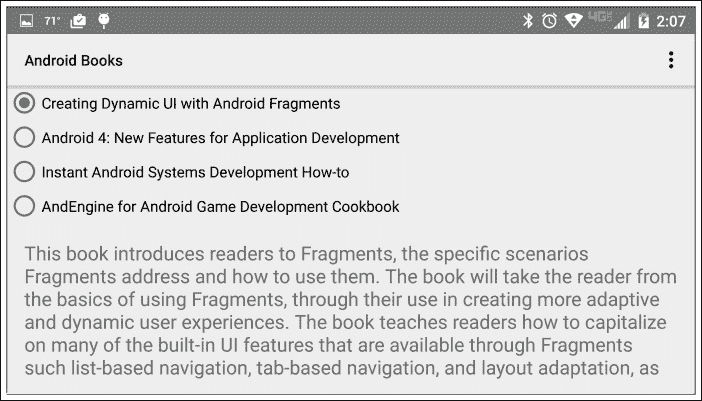 71° 4G 2:07
Android Books
Creating Dynamic UI with Android Fragments
Android 4: New Features for Application Development
Instant Android Systems Development How-to
AndEngine for Android Game Development Cookbook
This book introduces readers to Fragments, the specific scenarios
Fragments address and how to use them. The book will take the reader from
the basics of using Fragments, through their use in creating more adaptive
and dynamic user experiences. The book teaches readers how to capitalize
on many of the built-in UI features that are available through Fragments
such list-based navigation, tab-based navigation, and layout adaptation, as